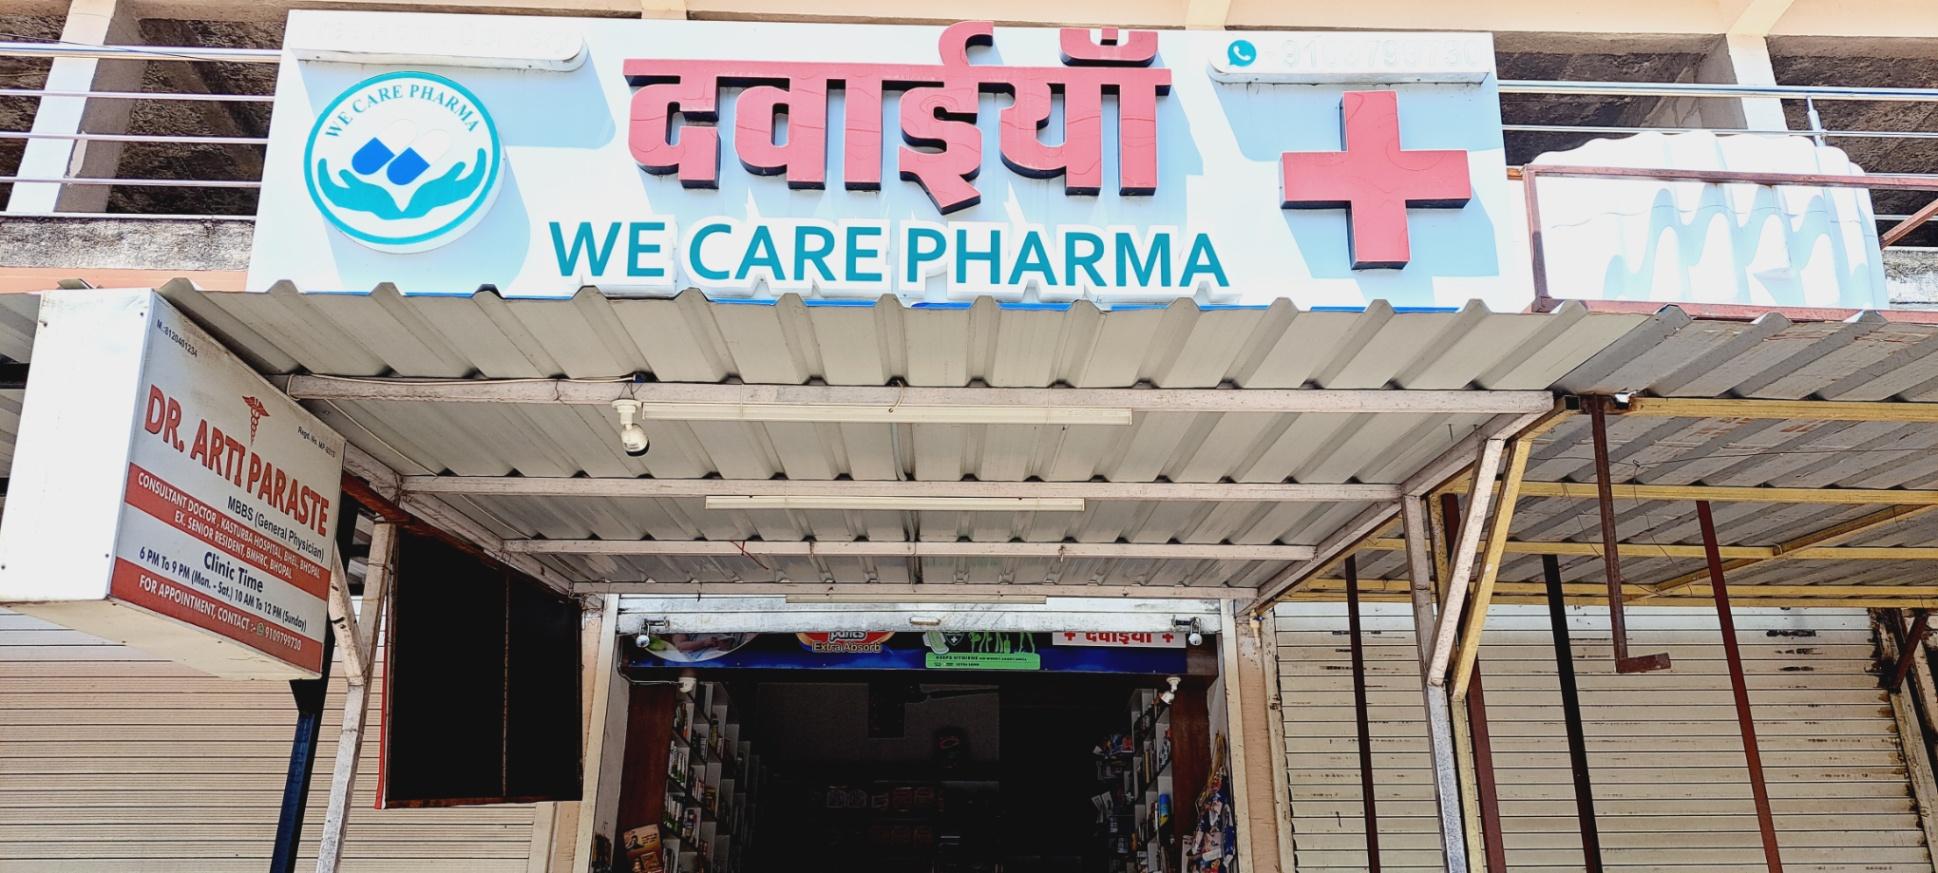 WE CARE PHARMA
दवाईयाँ
WE CARE PHARMA
M.:8120401234
DR. ARTI PARASTE
MBBS (General Physician)
CONSULTANT DOCTOR, KASTURBA HOSPITAL, BHEL, BHOPAL
EX. SENIOR RESIDENT, BMHRC, BHOPAL
Clinic Time
6 PM To 9 PM (Mon. - Sat.) 10 AM To 12 PM (Sunday)
FOR APPOINTMENT, CONTACT :- 9109799730
Pants
Extra Absorb
+ दवाईयाँ +